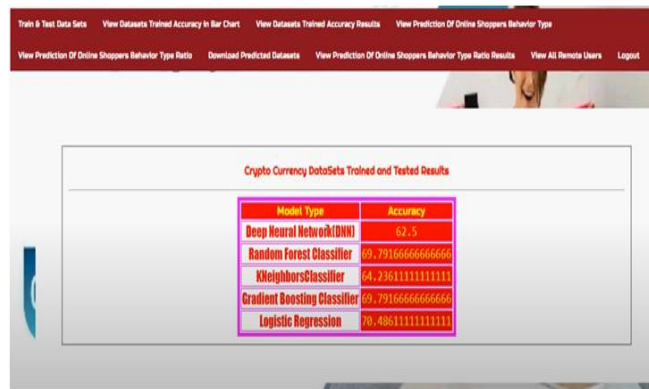 Train & Test Data Sets View Datasets Trained Accuracy in Bar Chart View Datasets Trained Accuracy Results View Prediction Of Online Shoppers Behavior Type
View Prediction Of Online Shoppers Behavior Type Ratio Download Predicted Datasets View Prediction Of Online Shoppers Behavior Type Ratio Results View All Remote Users Logout
Crypto Currency DataSets Trained and Tested Results
Model Type Accuracy
Deep Neural Network(DNN) 62.5
Random Forest Classifier 69.79166666666666
KNeighborsClassifier 64.23611111111111
Gradient Boosting Classifier 69.79166666666666
Logistic Regression 70.48611111111111